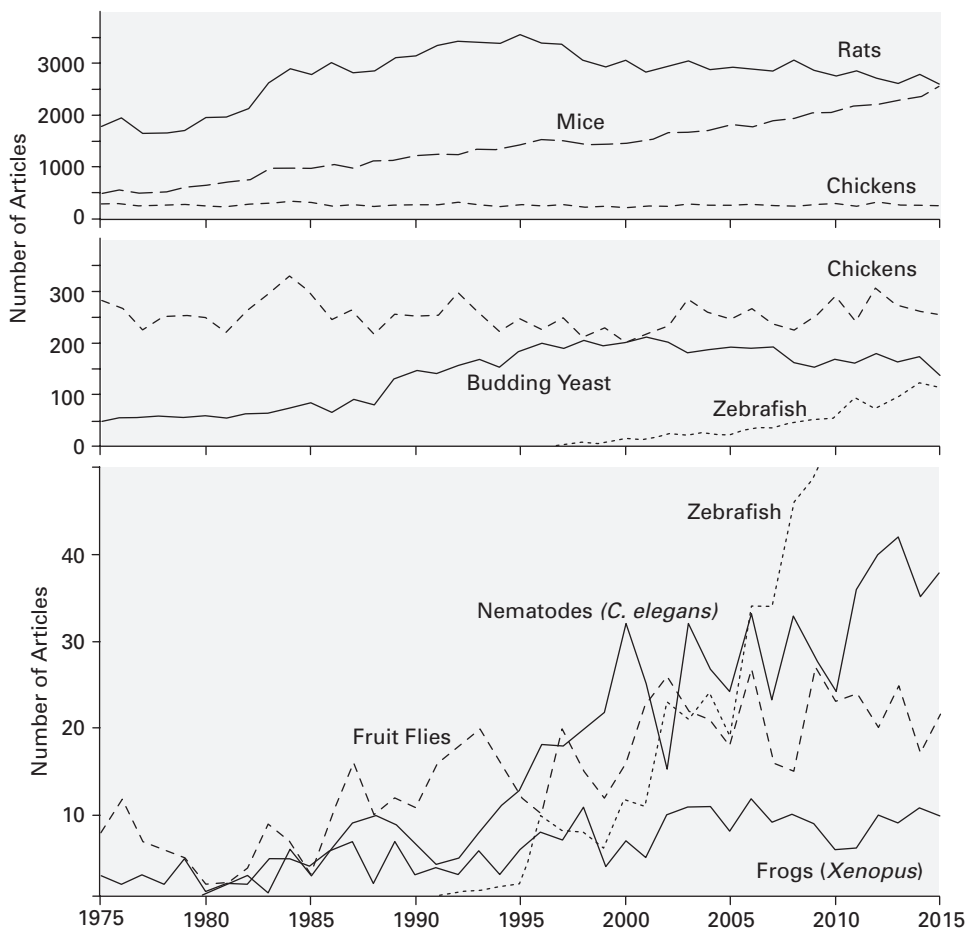 Number of Articles
3000
2000
1000
0
Rats
Mice
Chickens
300
200
100
0
Chickens
Budding Yeast
Zebrafish
Number of Articles
40
30
20
10
Zebrafish
Nematodes (C. elegans)
Fruit Flies
Frogs (Xenopus)
1975 1980 1985 1990 1995 2000 2005 2010 2015